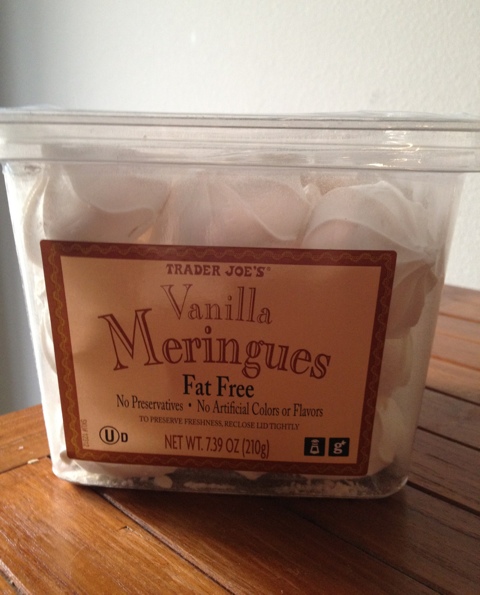 TRADER JOE'S®
Vanilla
Meringues
Fat Free
No Preservatives • No Artificial Colors or Flavors
TO PRESERVE FRESHNESS, RECLOSE LID TIGHTLY
U D
NET WT. 7.39 OZ (210g)
g